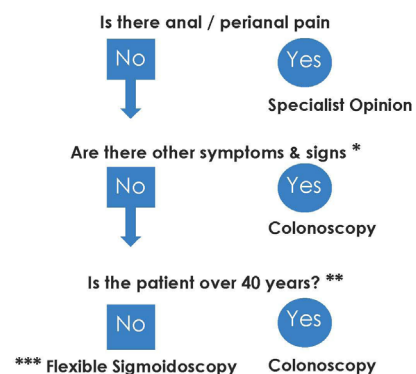 Is there anal / perianal pain
No Yes
Specialist Opinion
Are there other symptoms & signs *
No Yes
Colonoscopy
Is the patient over 40 years? **
No Yes
*** Flexible Sigmoidoscopy Colonoscopy